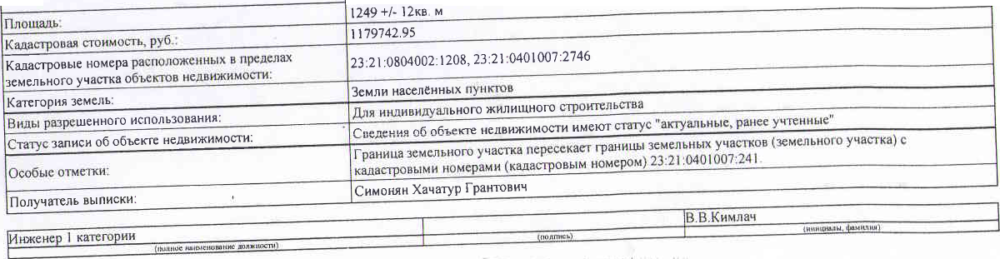 Площадь: 1249 +/- 12кв. м
Кадастровая стоимость, руб.: 1179742.95
Кадастровые номера расположенных в пределах
земельного участка объектов недвижимости: 23:21:0804002:1208, 23:21:0401007:2746
Категория земель: Земли населённых пунктов
Виды разрешенного использования: Для индивидуального жилищного строительства
Статус записи об объекте недвижимости: Сведения об объекте недвижимости имеют статус "актуальные, ранее учтенные"
Особые отметки: Граница земельного участка пересекает границы земельных участков (земельного участка) с
кадастровыми номерами (кадастровым номером) 23:21:0401007:241.
Получатель выписки: Симонян Хачатур Грантович
Инженер 1 категории В.В.Кимлач
(полное наименование должности) (подпись) (инициалы, фамилия)